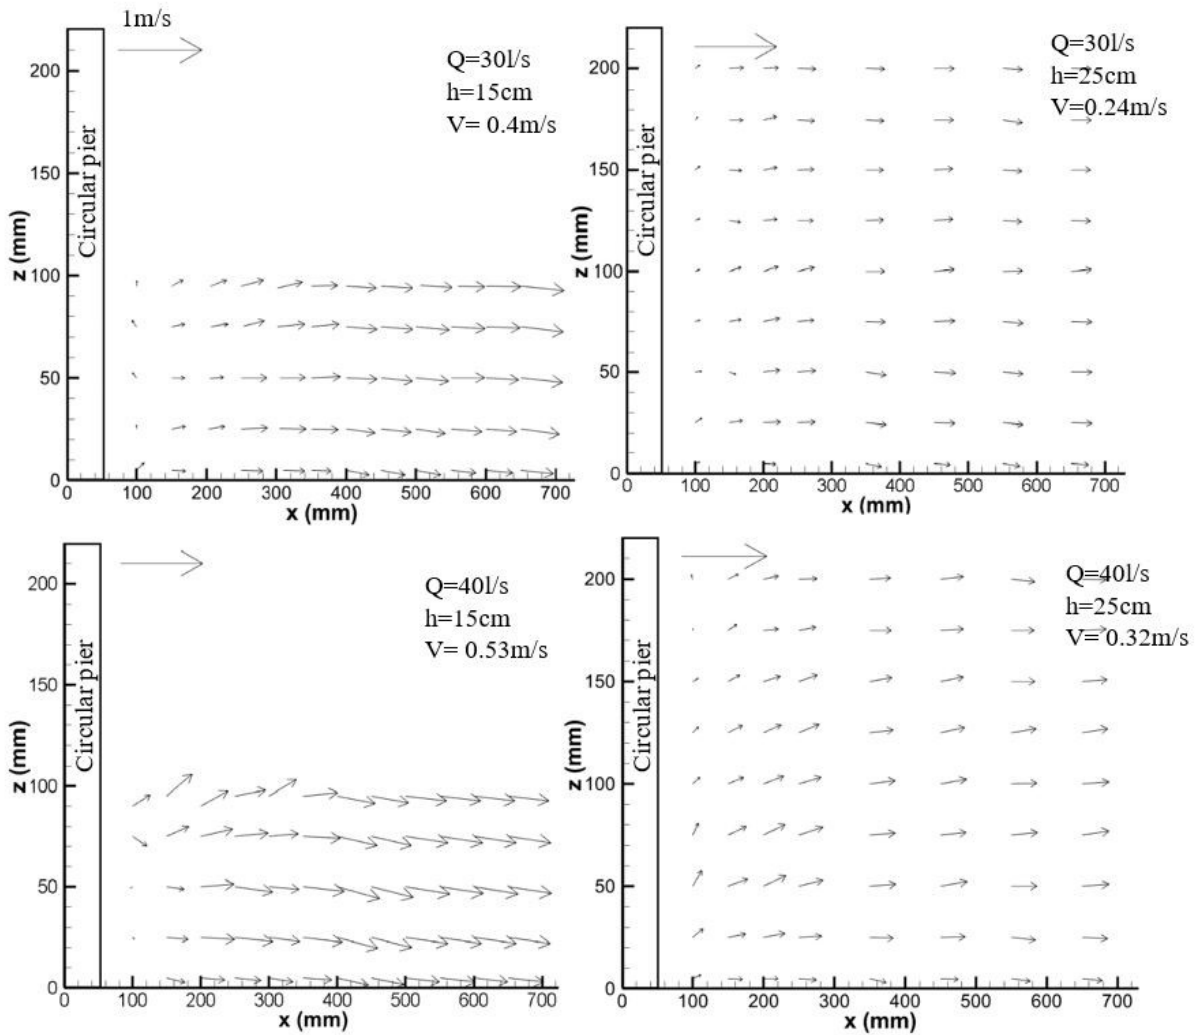 1m/s
Q=30l/s
h=15cm
V= 0.4m/s
Circular pier
z (mm)
200
150
100
50
0
0 100 200 300 400 500 600 700
x (mm)
Q=30l/s
h=25cm
V=0.24m/s
Circular pier
z (mm)
200
150
100
50
0
0 100 200 300 400 500 600 700
x (mm)
Q=40l/s
h=15cm
V= 0.53m/s
Circular pier
z (mm)
200
150
100
50
0
0 100 200 300 400 500 600 700
x (mm)
Q=40l/s
h=25cm
V= 0.32m/s
Circular pier
z (mm)
200
150
100
50
0
0 100 200 300 400 500 600 700
x (mm)